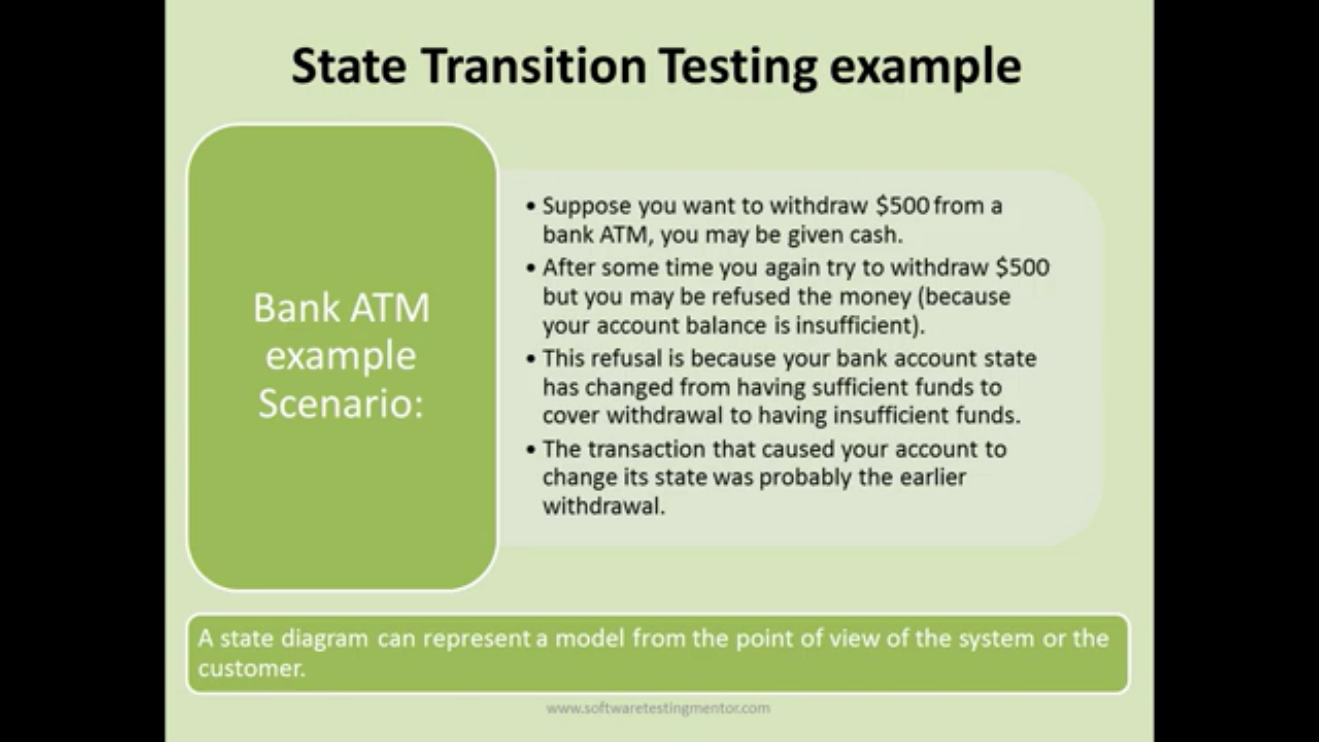 State Transition Testing example
Bank ATM
example
Scenario:
• Suppose you want to withdraw $500 from a
bank ATM, you may be given cash.
• After some time you again try to withdraw $500
but you may be refused the money (because
your account balance is insufficient).
• This refusal is because your bank account state
has changed from having sufficient funds to
cover withdrawal to having insufficient funds.
• The transaction that caused your account to
change its state was probably the earlier
withdrawal.
A state diagram can represent a model from the point of view of the system or the
customer.
www.softwaretestingmentor.com